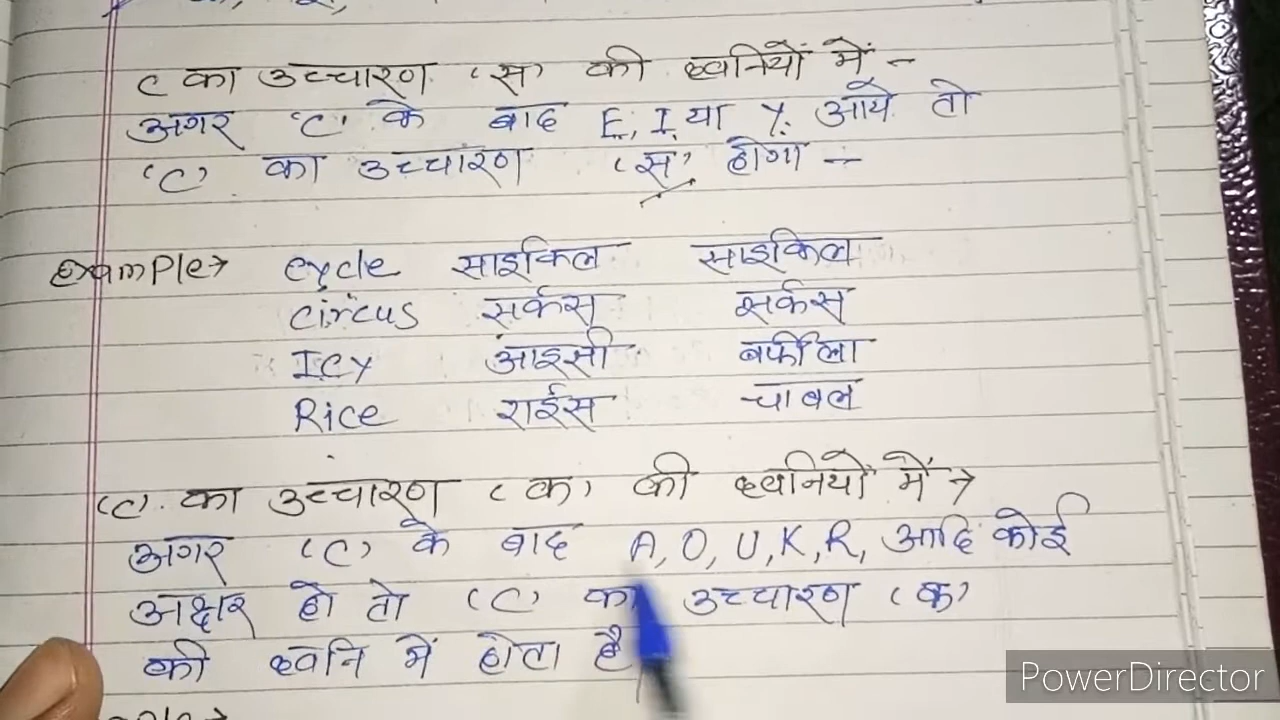 C का उच्चारण (स) की ध्वनियों में -
अगर 'C' के बाद E, I या Y आये तो
'C' का उच्चारण (स) होगा -
Example→ cycle साइकिल साइकिल
circus सर्कस सर्कस
Icy आइसी बर्फीला
Rice राईस चावल
(C) का उच्चारण (क) की ध्वनियों में →
अगर (C) के बाद A, O, U, K, R, आदि कोई
अक्षर हो तो (C) का उच्चारण (क)
की ध्वनि में होता है
PowerDirector